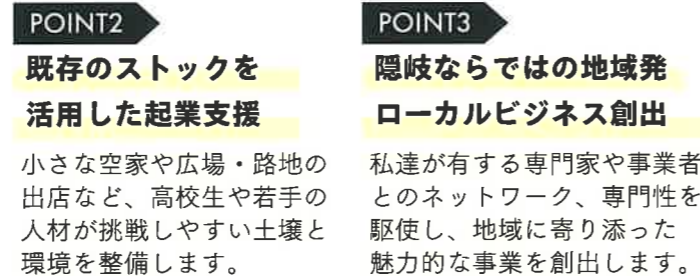 POINT2
既存のストックを
活用した起業支援
小さな空家や広場・路地の
出店など、高校生や若手の
人材が挑戦しやすい土壌と
環境を整備します。
POINT3
隠岐ならではの地域発
ローカルビジネス創出
私達が有する専門家や事業者
とのネットワーク、専門性を
駆使し、地域に寄り添った
魅力的な事業を創出します。